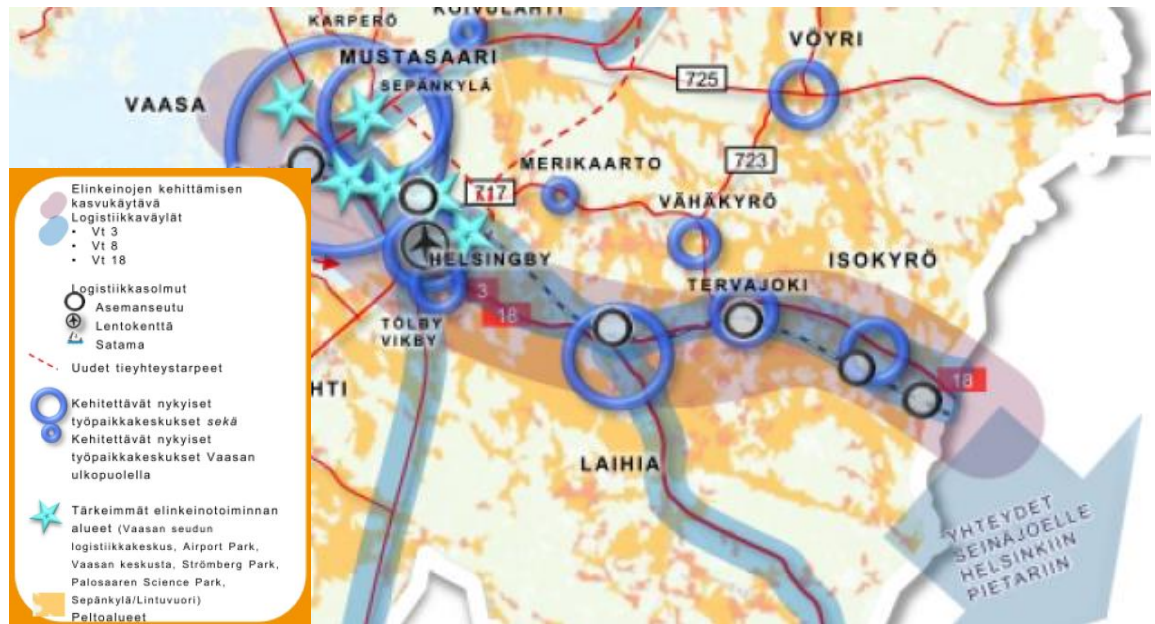 KARPERÖ
KOIVULAHTI
MUSTASAARI
VÖYRI
SEPÄNKYLÄ
725
VAASA
723
MERIKAARTO
717
VÄHÄKYRÖ
HELSINGBY
ISOKYRÖ
TERVAJOKI
3
18
TÖLBY
VIKBY
18
HTI
LAIHIA
YHTEYDET
SEINÄJOELLE
HELSINKIIN
PIETARIIN
Elinkeinojen kehittämisen
kasvukäytävä
Logistiikkaväylät
• Vt 3
• Vt 8
• Vt 18
Logistiikkasolmut
Asemanseutu
Lentokenttä
Satama
Uudet tieyhteystarpeet
Kehitettävät nykyiset
työpaikkakeskukset sekä
Kehitettävät nykyiset
työpaikkakeskukset Vaasan
ulkopuolella
Tärkeimmät elinkeinotoiminnan
alueet (Vaasan seudun
logistiikkakeskus, Airport Park,
Vaasan keskusta, Strömberg Park,
Palosaaren Science Park,
Sepänkylä/Lintuvuori)
Peltoalueet